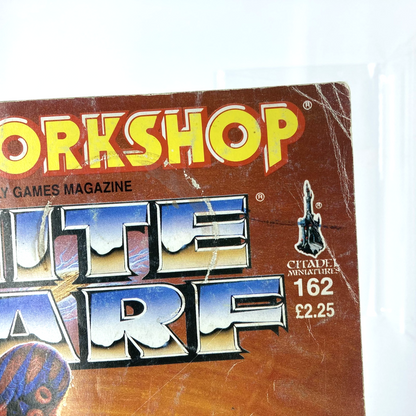 ORKSHOP®
Y GAMES MAGAZINE
ITE®
ARF
®
CITADEL
MINIATURES
162
£2.25